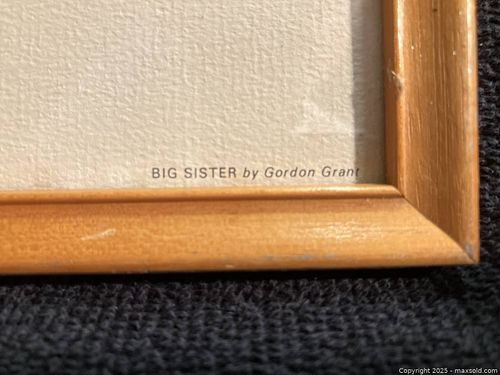 BIG SISTER by Gordon Grant
Copyright 2025 - maxsold.com